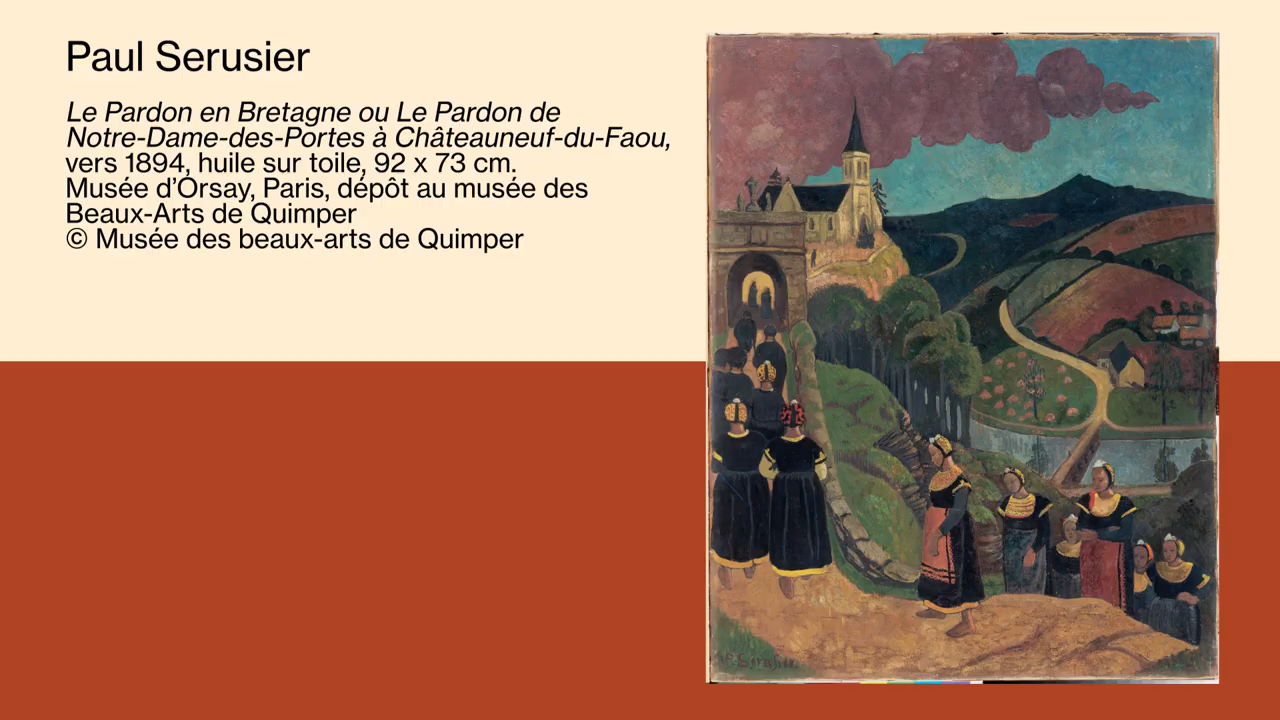 Paul Serusier
Le Pardon en Bretagne ou Le Pardon de
Notre-Dame-des-Portes à Châteauneuf-du-Faou,
vers 1894, huile sur toile, 92 x 73 cm.
Musée d'Orsay, Paris, dépôt au musée des
Beaux-Arts de Quimper
© Musée des beaux-arts de Quimper
P. Serusier.